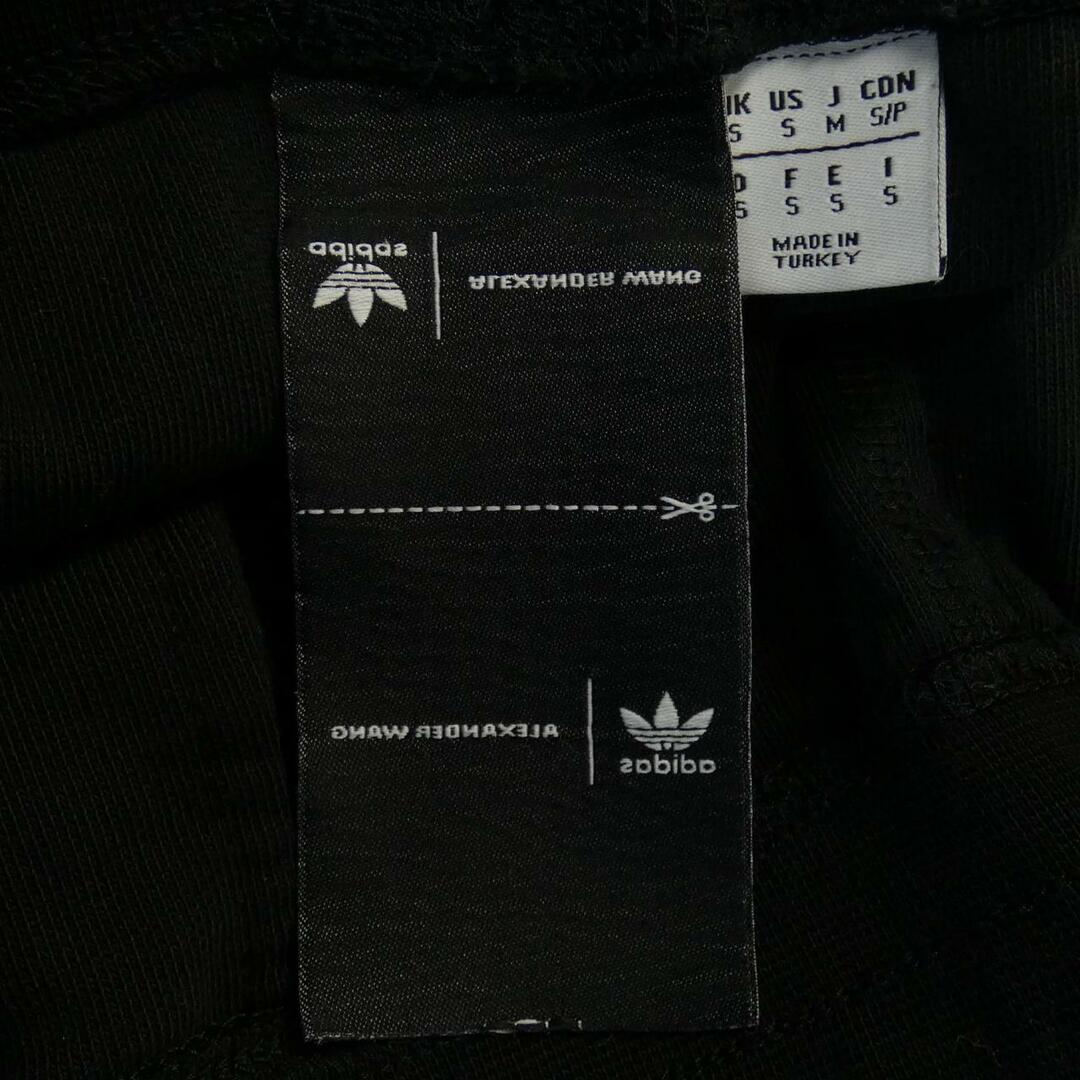 adidas
ALEXANDER WANG
UK US J CDN
S S M S/P
D F E I
S S S S
MADE IN
TURKEY
ALEXANDER WANG
adidas